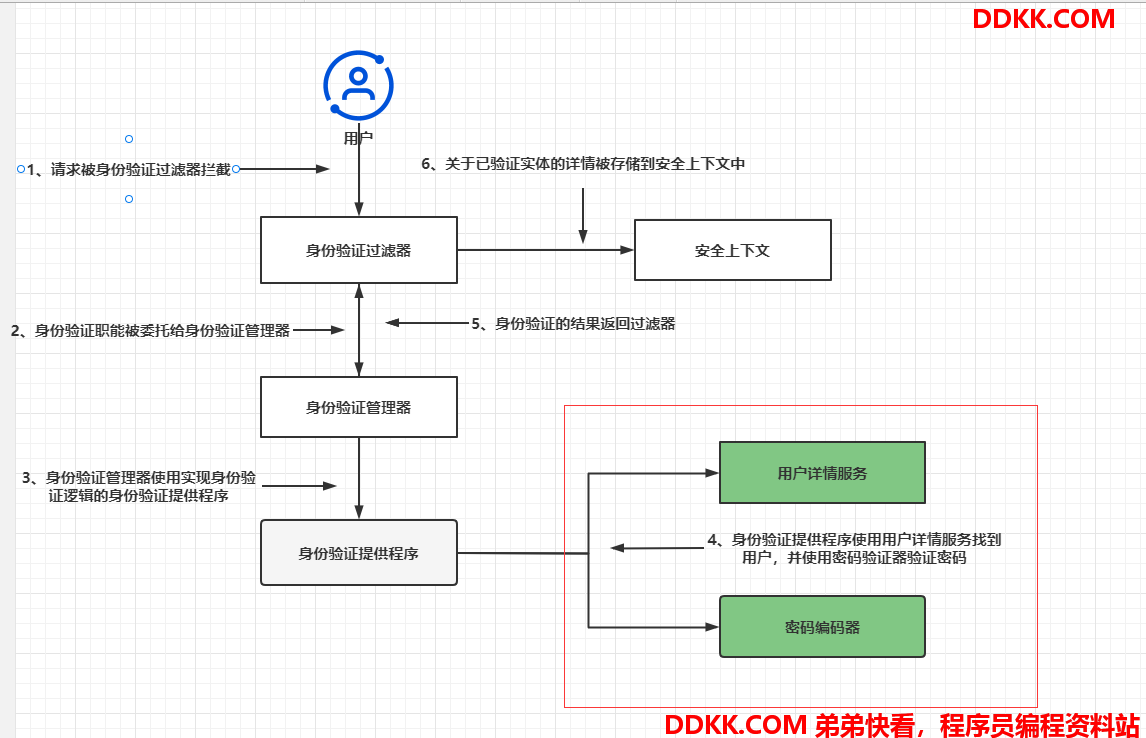 DDKK.COM
用户
1、请求被身份验证过滤器拦截
6、关于已验证实体的详情被存储到安全上下文中
身份验证过滤器
安全上下文
2、身份验证职能被委托给身份验证管理器
5、身份验证的结果返回过滤器
身份验证管理器
3、身份验证管理器使用实现身份验
证逻辑的身份验证提供程序
用户详情服务
身份验证提供程序
4、身份验证提供程序使用用户详情服务找到
用户，并使用密码验证器验证密码
密码编码器
DDKK.COM 弟弟快看，程序员编程资料站